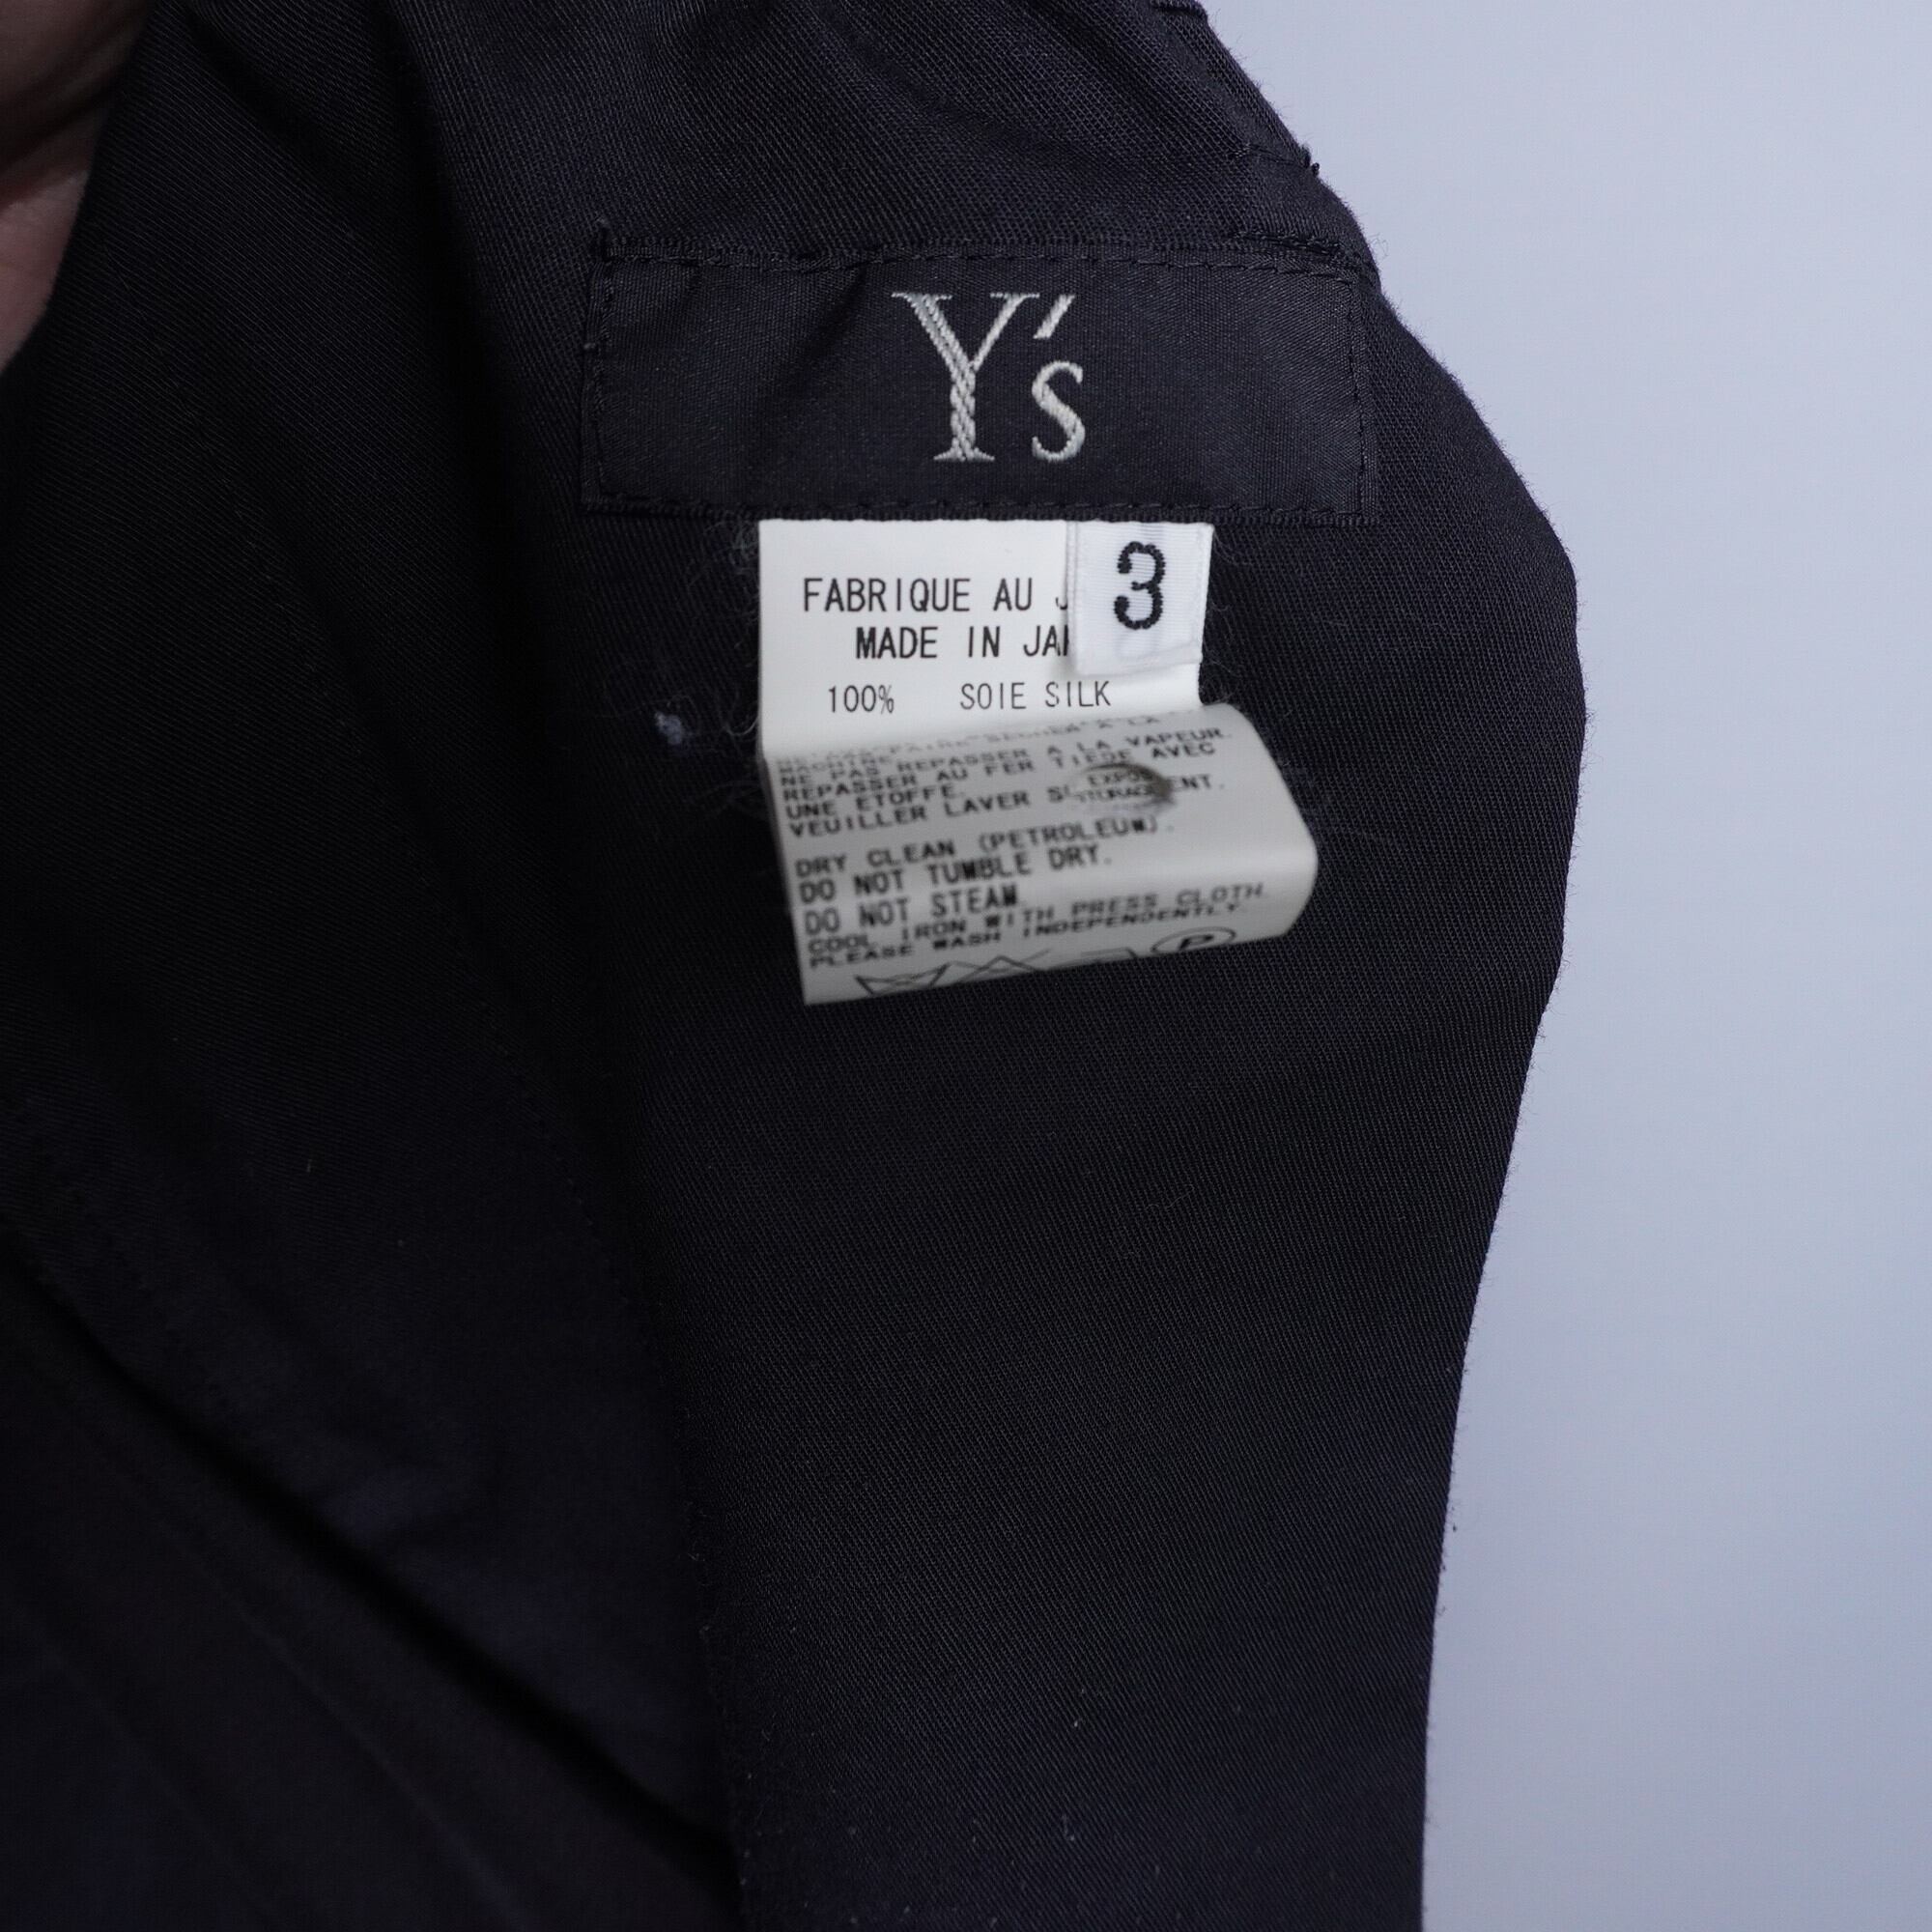 Y's
3
FABRIQUE AU J
MADE IN JAP
100% SOIE SILK
MACHINE
NE PAS REPASSER A LA VAPEUR.
REPASSER AU FER TIEDE AVEC
UNE ETOFFE.
VEUILLER LAVER
DRY CLEAN (PETROLEUM).
DO NOT TUMBLE DRY.
DO NOT STEAM.
COOL IRON WITH PRESS CLOTH.
PLEASE WASH INDEPENDENTLY.
P